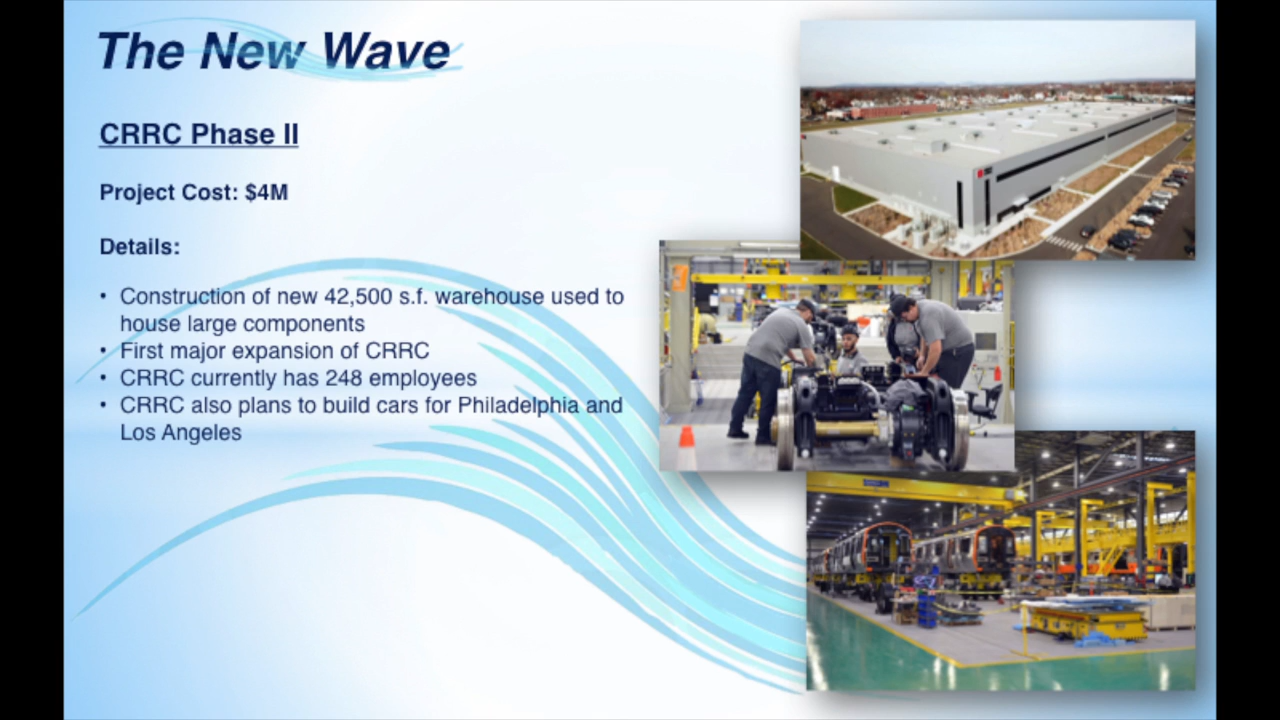 The New Wave
CRRC Phase II
Project Cost: $4M
Details:
• Construction of new 42,500 s.f. warehouse used to
house large components
• First major expansion of CRRC
• CRRC currently has 248 employees
• CRRC also plans to build cars for Philadelphia and
Los Angeles